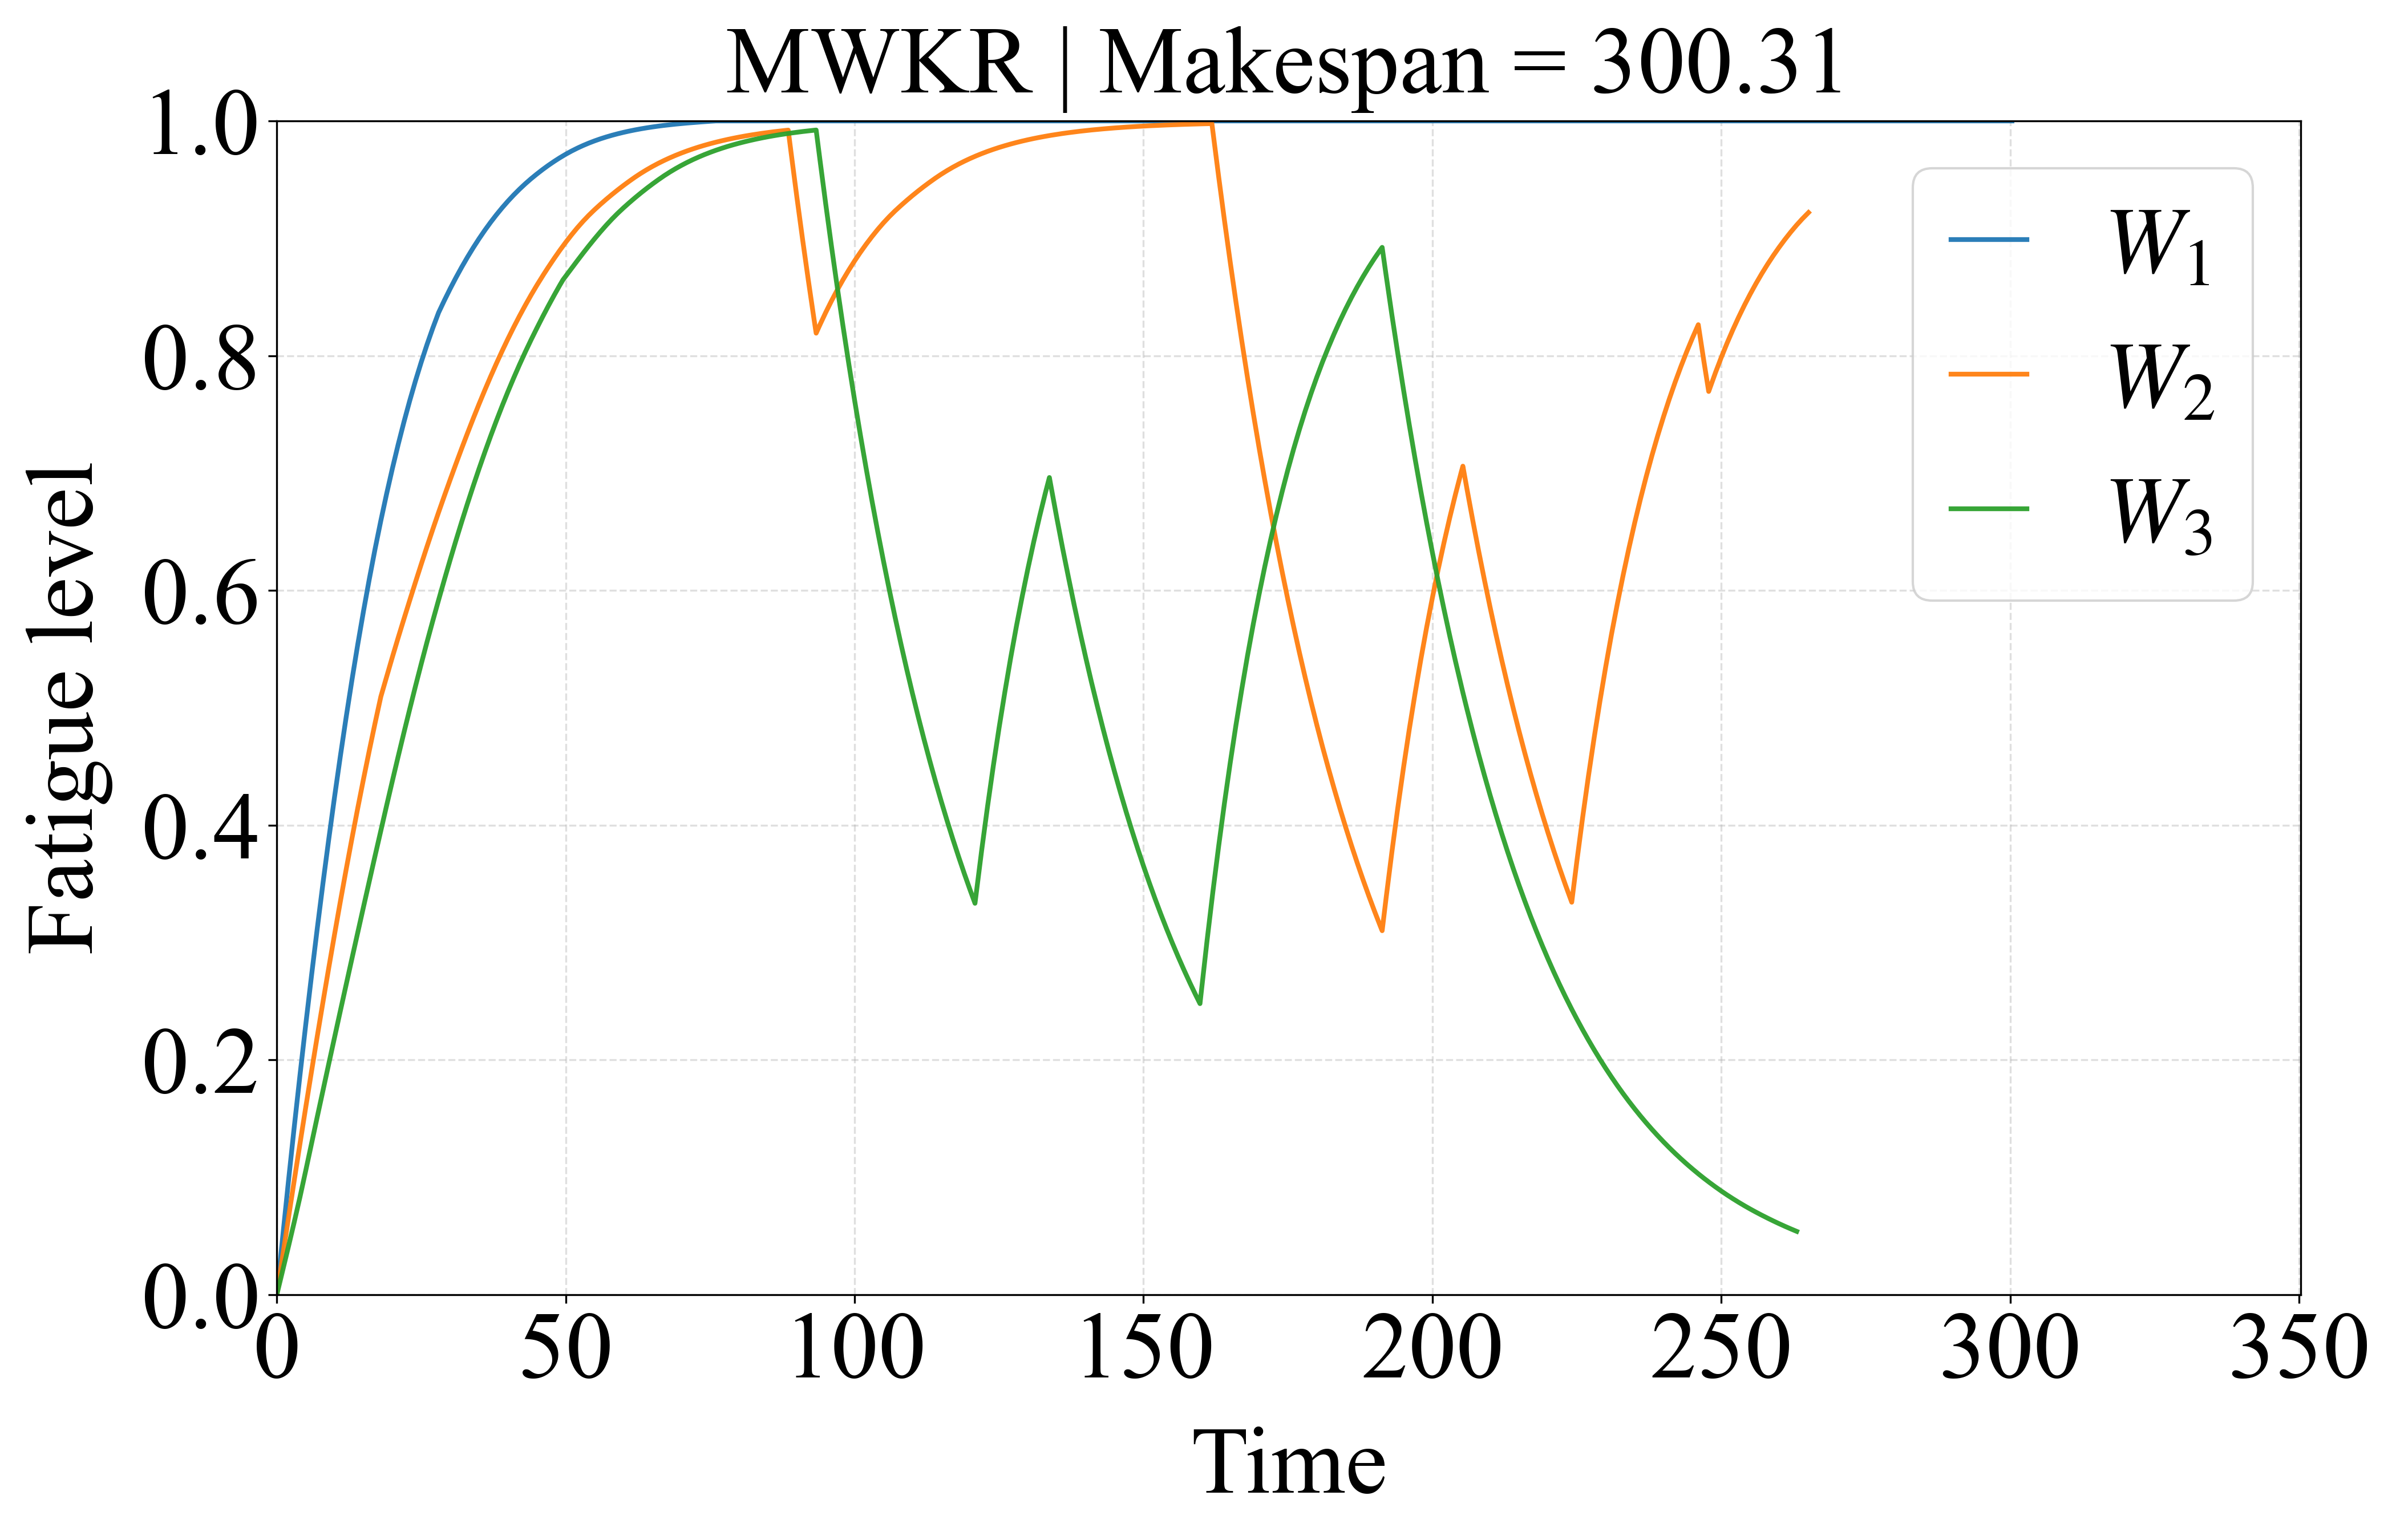 MWKR | Makespan = 300.31
Fatigue level
1.0
0.8
0.6
0.4
0.2
0.0
0 50 100 150 200 250 300 350
Time
W1
W2
W3